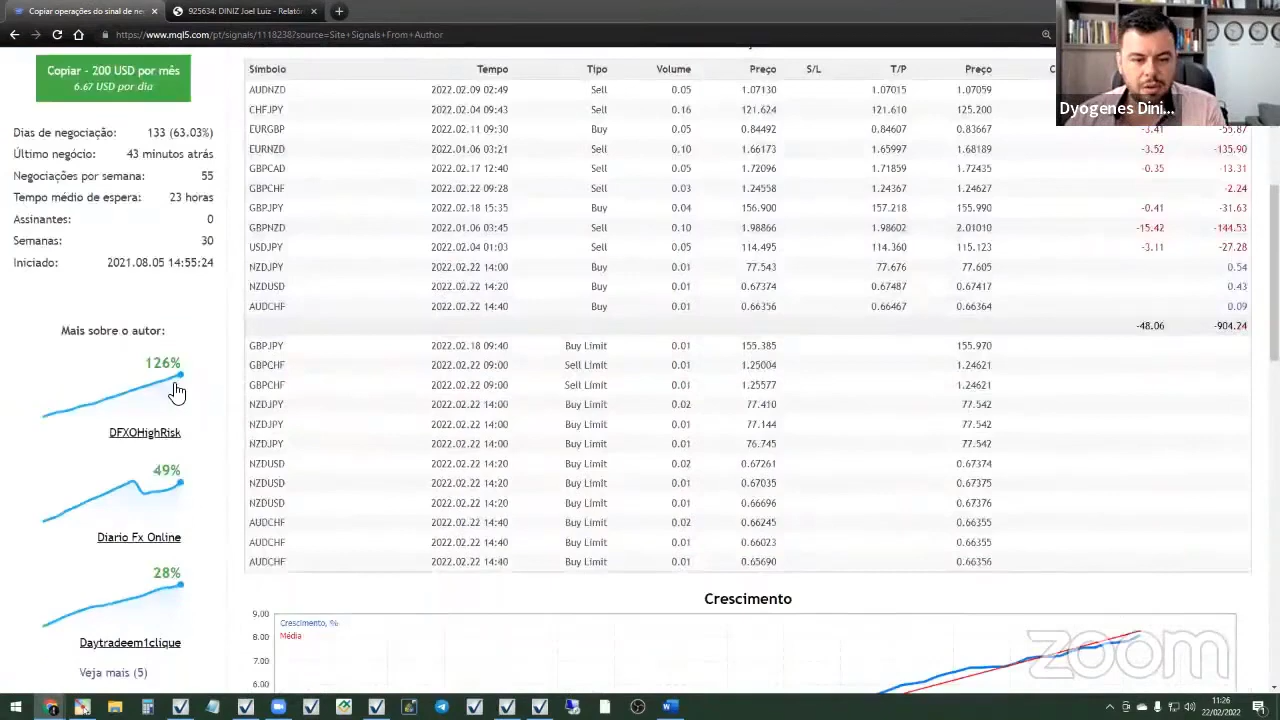 Copiar operações do sinal de neg
925634: DINIZ Joel Luiz - Relatór
https://www.mql5.com/pt/signals/1118238?source=Site+Signals+From+Author
Dyogenes Dini...
Copiar - 200 USD por mês
6.67 USD por dia
Dias de negociação: 133 (63.03%)
Último negócio: 43 minutos atrás
Negociações por semana: 55
Tempo médio de espera: 23 horas
Assinantes: 0
Semanas: 30
Iniciado: 2021.08.05 14:55:24
Mais sobre o autor:
126%
DFXOHighRisk
49%
Diario Fx Online
28%
Daytradeem1clique
Veja mais (5)
Símbolo Tempo Tipo Volume Preço S/L T/P Preço C
AUDNZD 2022.02.09 02:49 Sell 0.05 1.07130 1.07015 1.07059
CHFJPY 2022.02.04 09:43 Sell 0.16 121.624 121.610 125.200
EURGBP 2022.02.11 09:30 Buy 0.05 0.84492 0.84607 0.83667 -3.41 -55.87
EURNZD 2022.01.06 03:21 Sell 0.10 1.66173 1.65997 1.68189 -3.52 -135.90
GBPCAD 2022.02.17 12:40 Sell 0.05 1.72096 1.71859 1.72435 -0.35 -13.31
GBPCHF 2022.02.22 09:28 Sell 0.03 1.24558 1.24367 1.24627 -2.24
GBPJPY 2022.02.18 15:35 Buy 0.04 156.900 157.218 155.990 -0.41 -31.63
GBPNZD 2022.01.06 03:45 Sell 0.10 1.98866 1.98602 2.01010 -15.42 -144.53
USDJPY 2022.02.04 01:03 Sell 0.05 114.495 114.360 115.123 -3.11 -27.28
NZDJPY 2022.02.22 14:00 Buy 0.01 77.543 77.676 77.605 0.54
NZDUSD 2022.02.22 14:20 Buy 0.01 0.67374 0.67487 0.67417 0.43
AUDCHF 2022.02.22 14:40 Buy 0.01 0.66356 0.66467 0.66364 0.09
-48.06 -904.24
GBPJPY 2022.02.18 09:40 Buy Limit 0.01 155.385 155.970
GBPCHF 2022.02.22 09:00 Sell Limit 0.01 1.25004 1.24621
GBPCHF 2022.02.22 09:00 Sell Limit 0.01 1.25577 1.24621
NZDJPY 2022.02.22 14:00 Buy Limit 0.02 77.410 77.542
NZDJPY 2022.02.22 14:00 Buy Limit 0.01 77.144 77.542
NZDJPY 2022.02.22 14:00 Buy Limit 0.01 76.745 77.542
NZDUSD 2022.02.22 14:20 Buy Limit 0.02 0.67261 0.67374
NZDUSD 2022.02.22 14:20 Buy Limit 0.01 0.67035 0.67375
NZDUSD 2022.02.22 14:20 Buy Limit 0.01 0.66696 0.67376
AUDCHF 2022.02.22 14:40 Buy Limit 0.02 0.66245 0.66355
AUDCHF 2022.02.22 14:40 Buy Limit 0.01 0.66023 0.66355
AUDCHF 2022.02.22 14:40 Buy Limit 0.01 0.65690 0.66356
Crescimento
9.00
8.00
7.00
6.00
Crescimento, %
Média
zoom
11:26
22/02/2022